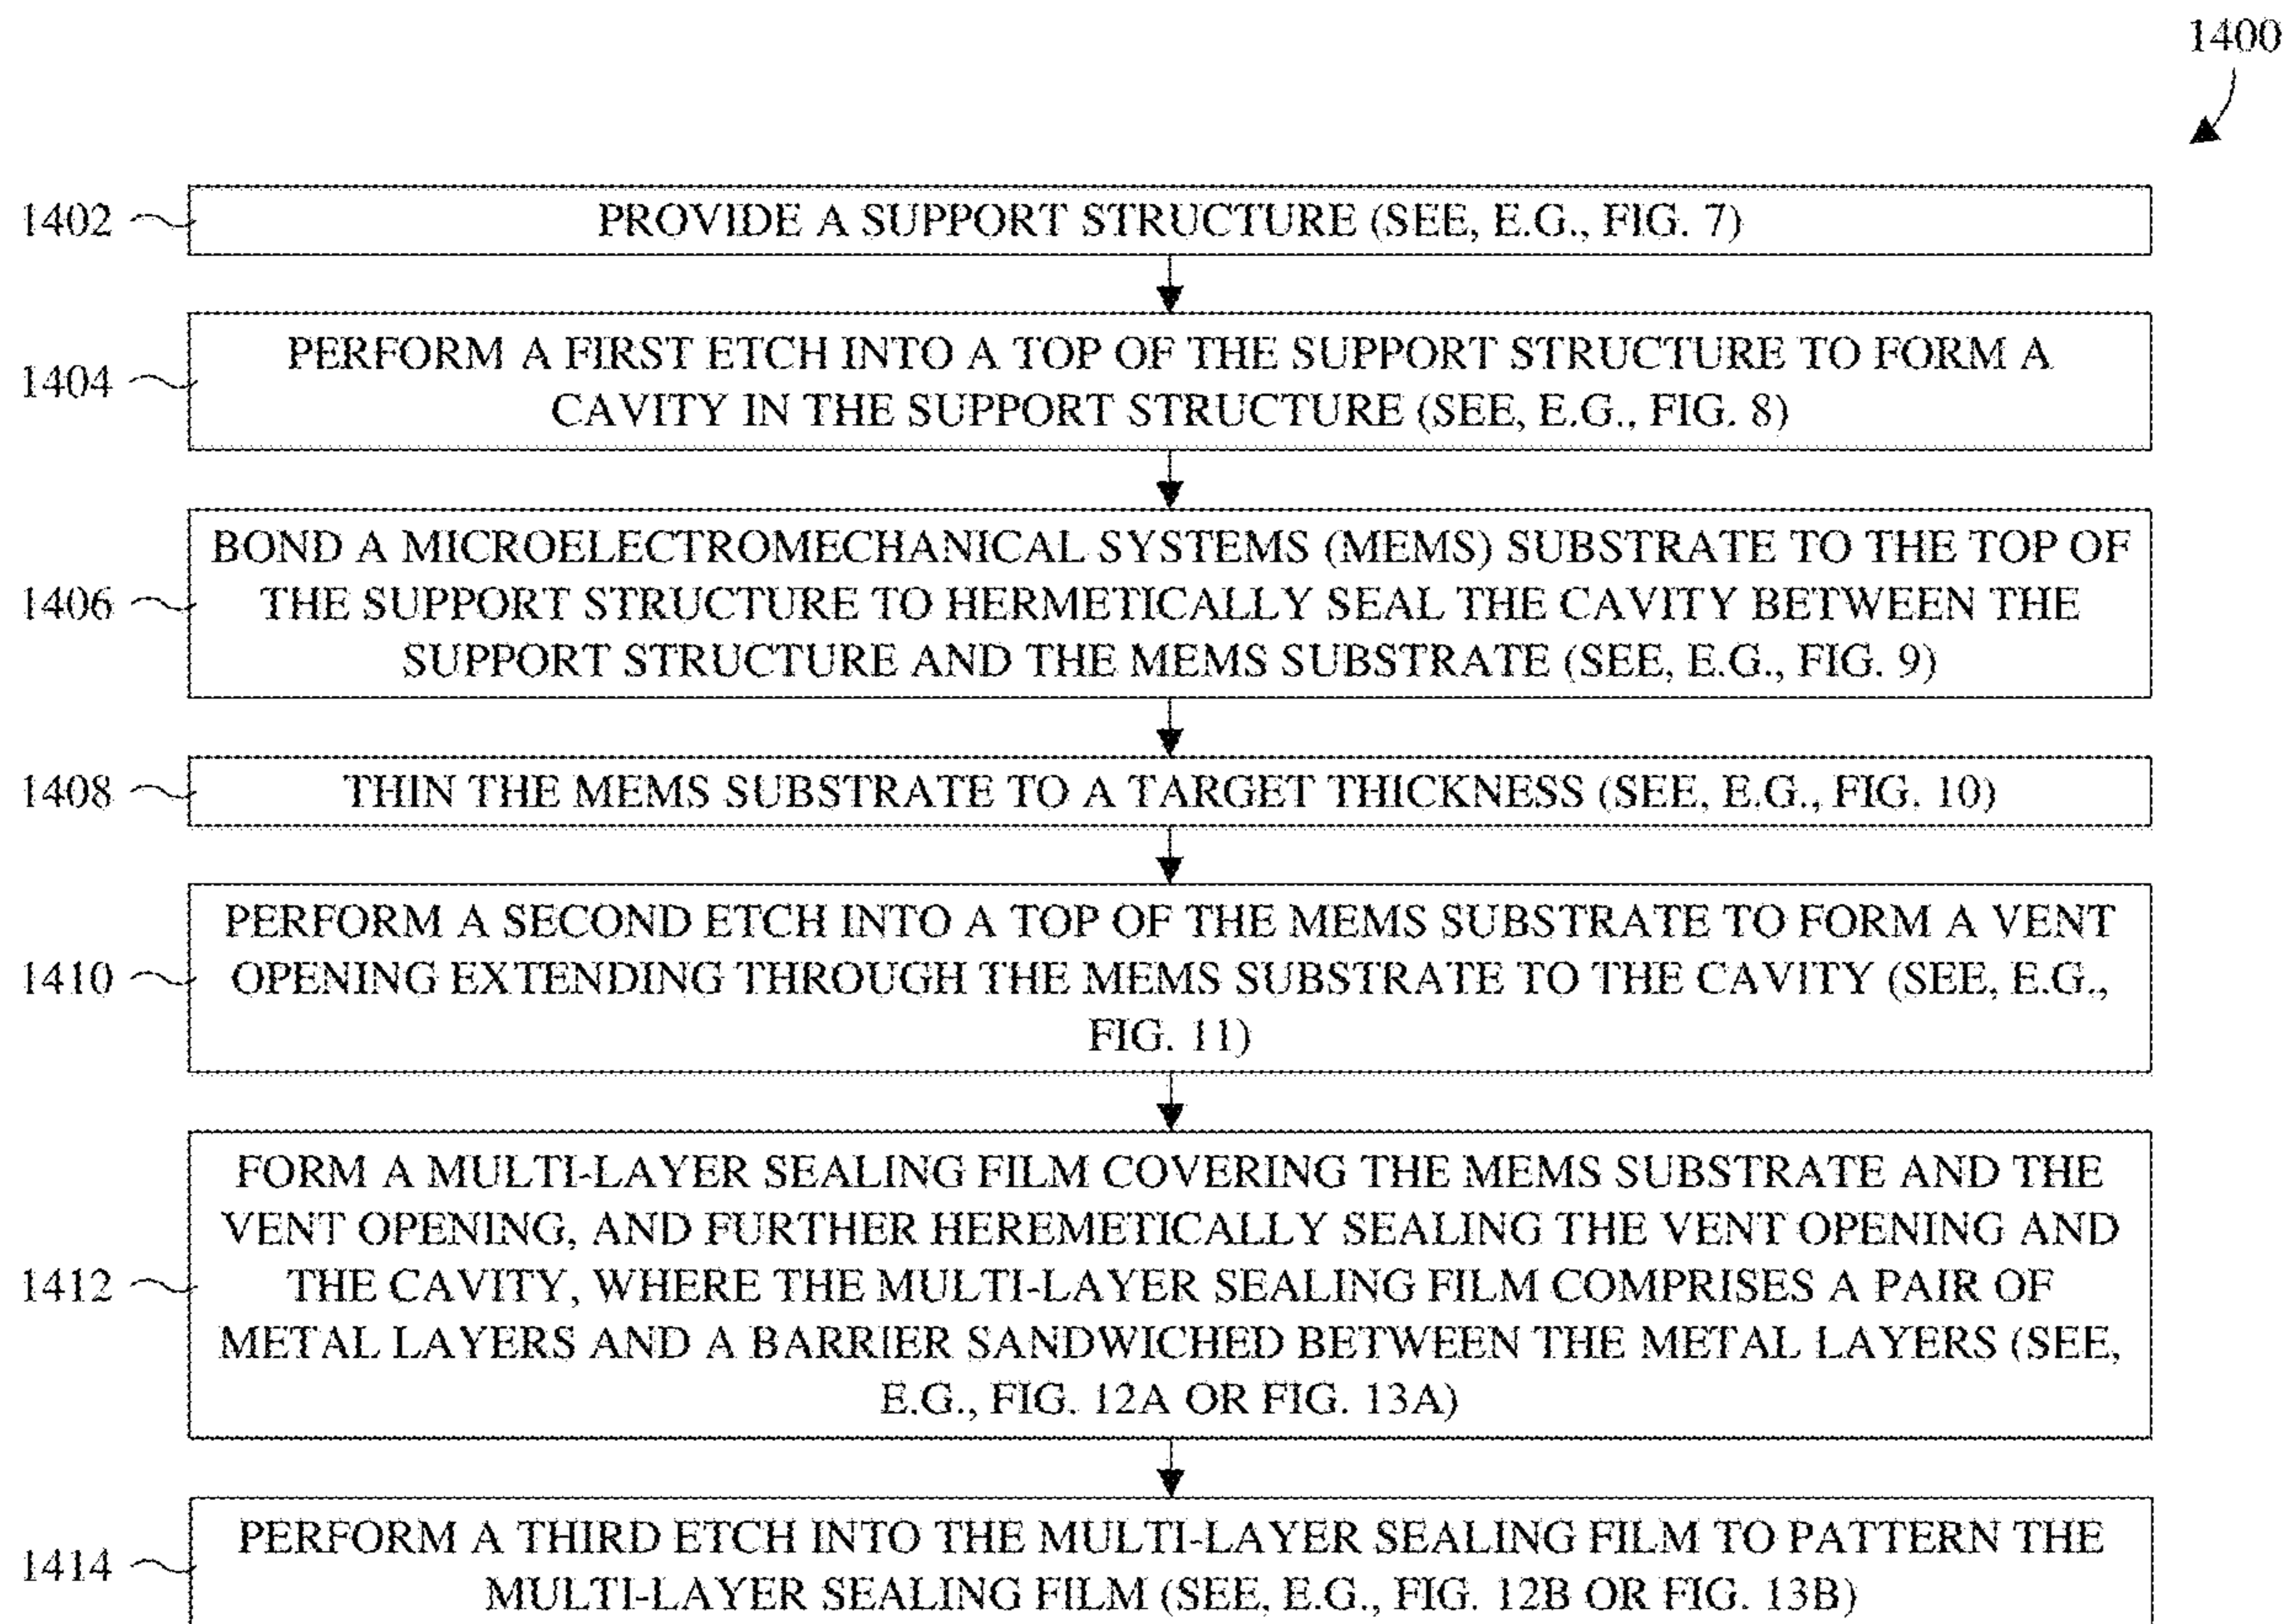 1400
1402
PROVIDE A SUPPORT STRUCTURE (SEE, E.G., FIG. 7)
1404
PERFORM A FIRST ETCH INTO A TOP OF THE SUPPORT STRUCTURE TO FORM A
CAVITY IN THE SUPPORT STRUCTURE (SEE, E.G., FIG. 8)
1406
BOND A MICROELECTROMECHANICAL SYSTEMS (MEMS) SUBSTRATE TO THE TOP OF
THE SUPPORT STRUCTURE TO HERMETICALLY SEAL THE CAVITY BETWEEN THE
SUPPORT STRUCTURE AND THE MEMS SUBSTRATE (SEE, E.G., FIG. 9)
1408
THIN THE MEMS SUBSTRATE TO A TARGET THICKNESS (SEE, E.G., FIG. 10)
1410
PERFORM A SECOND ETCH INTO A TOP OF THE MEMS SUBSTRATE TO FORM A VENT
OPENING EXTENDING THROUGH THE MEMS SUBSTRATE TO THE CAVITY (SEE, E.G.,
FIG. 11)
1412
FORM A MULTI-LAYER SEALING FILM COVERING THE MEMS SUBSTRATE AND THE
VENT OPENING, AND FURTHER HEREMETICALLY SEALING THE VENT OPENING AND
THE CAVITY, WHERE THE MULTI-LAYER SEALING FILM COMPRISES A PAIR OF
METAL LAYERS AND A BARRIER SANDWICHED BETWEEN THE METAL LAYERS (SEE,
E.G., FIG. 12A OR FIG. 13A)
1414
PERFORM A THIRD ETCH INTO THE MULTI-LAYER SEALING FILM TO PATTERN THE
MULTI-LAYER SEALING FILM (SEE, E.G., FIG. 12B OR FIG. 13B)